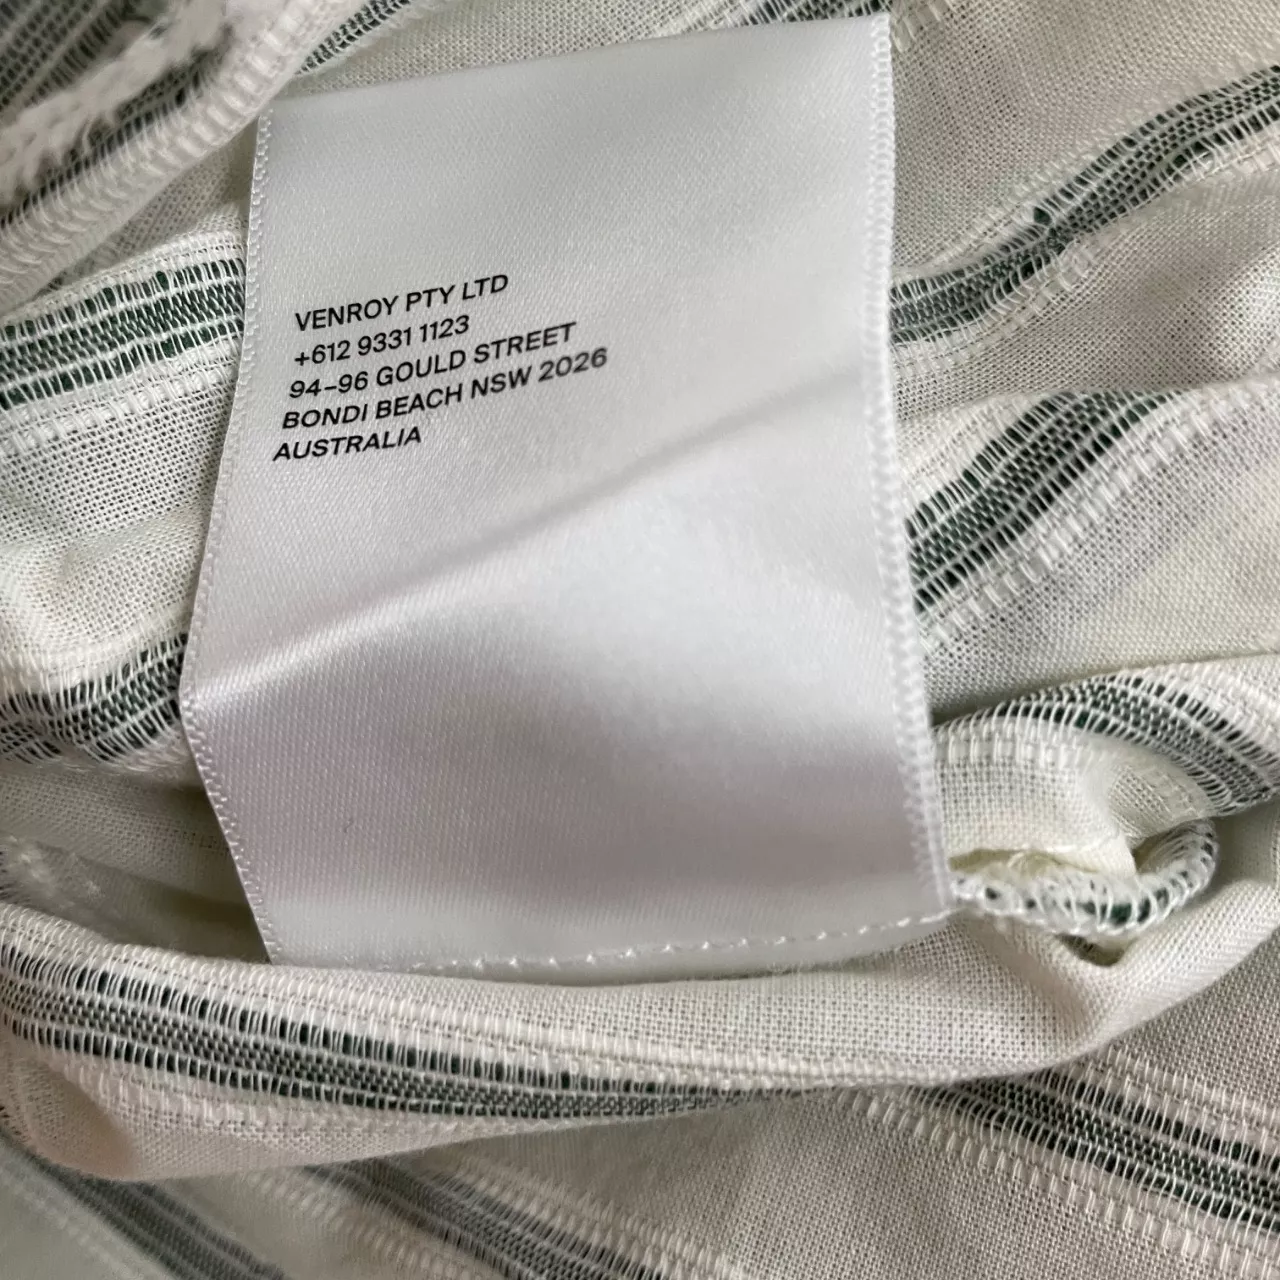 VENROY PTY LTD
+612 9331 1123
94–96 GOULD STREET
BONDI BEACH NSW 2026
AUSTRALIA